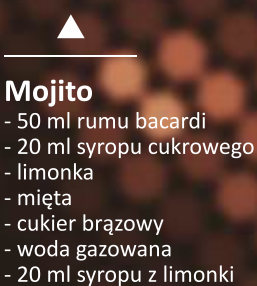 Mojito
- 50 ml rumu bacardi
- 20 ml syropu cukrowego
- limonka
- mięta
- cukier brązowy
- woda gazowana
- 20 ml syropu z limonki